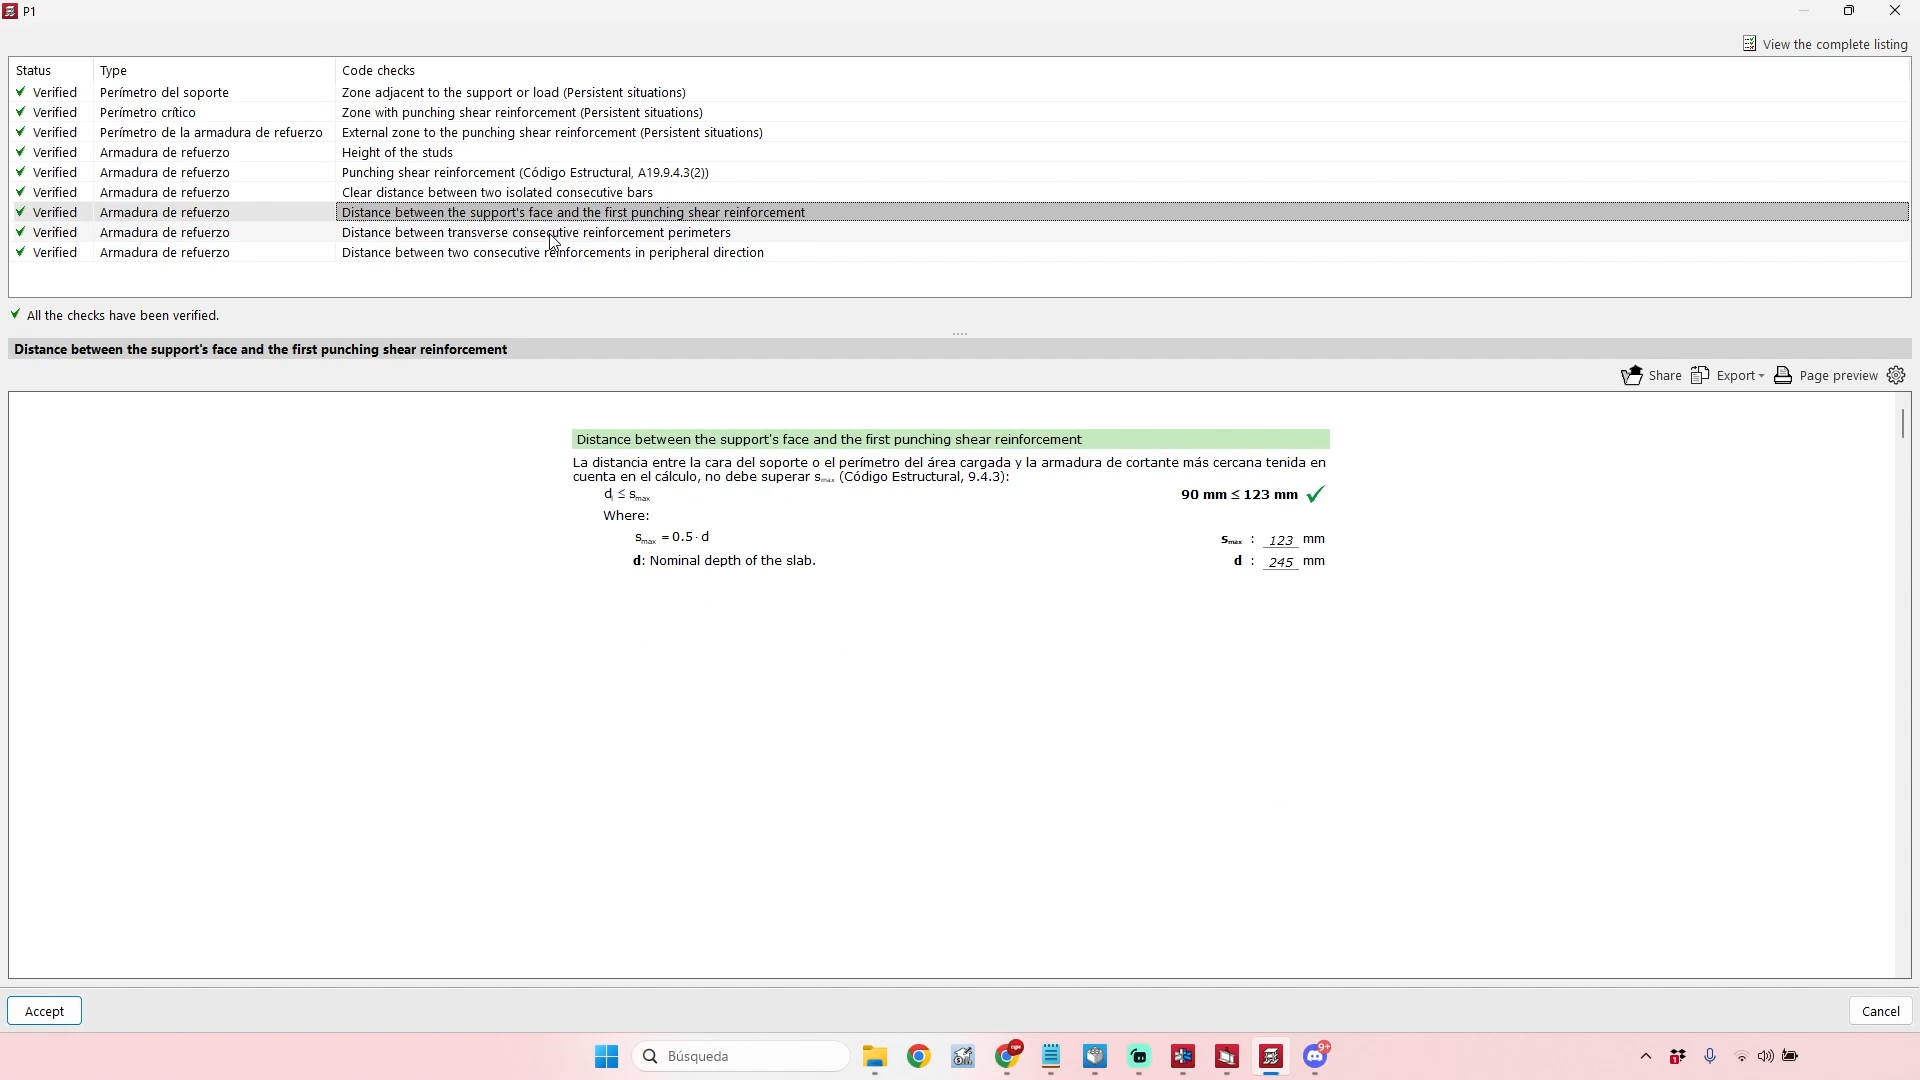 P1
View the complete listing
Status Type Code checks
Verified Perímetro del soporte Zone adjacent to the support or load (Persistent situations)
Verified Perímetro crítico Zone with punching shear reinforcement (Persistent situations)
Verified Perímetro de la armadura de refuerzo External zone to the punching shear reinforcement (Persistent situations)
Verified Armadura de refuerzo Height of the studs
Verified Armadura de refuerzo Punching shear reinforcement (Código Estructural, A19.9.4.3(2))
Verified Armadura de refuerzo Clear distance between two isolated consecutive bars
Verified Armadura de refuerzo Distance between the support's face and the first punching shear reinforcement
Verified Armadura de refuerzo Distance between transverse consecutive reinforcement perimeters
Verified Armadura de refuerzo Distance between two consecutive reinforcements in peripheral direction
All the checks have been verified.
Distance between the support's face and the first punching shear reinforcement
Share Export Page preview
Distance between the support's face and the first punching shear reinforcement
La distancia entre la cara del soporte o el perímetro del área cargada y la armadura de cortante más cercana tenida en
cuenta en el cálculo, no debe superar smax (Código Estructural, 9.4.3):
di ≤ smax 90 mm ≤ 123 mm
Where:
smax = 0.5 · d smax : 123 mm
d: Nominal depth of the slab. d : 245 mm
Accept Cancel
Búsqueda
9+
1